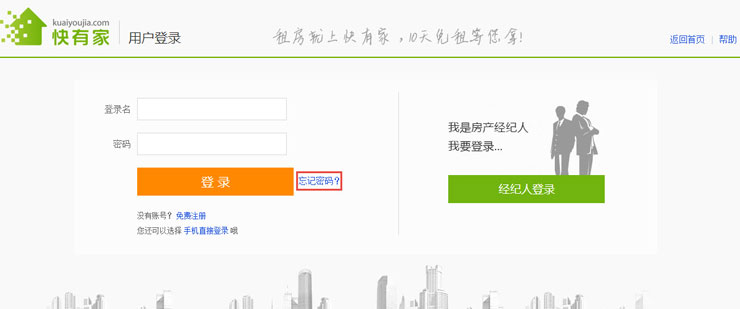 kuaiyoujia.com
快有家
用户登录
租房就上快有家，10天免租等您拿!
返回首页 | 帮助
登录名
密码
登 录
忘记密码?
没有账号? 免费注册
您还可以选择 手机直接登录 哦
我是房产经纪人
我要登录...
经纪人登录